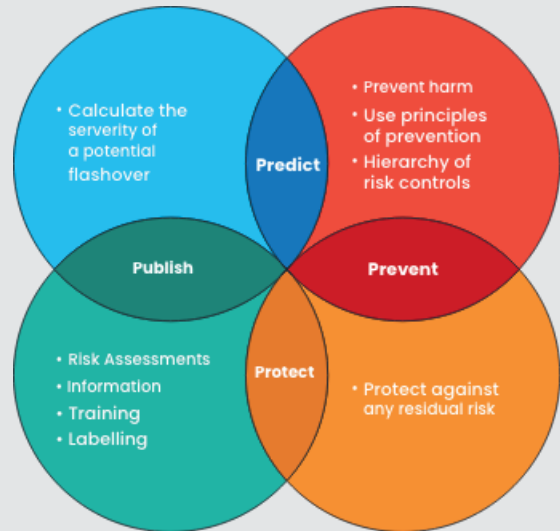 • Calculate the
serverity of
a potential
flashover
Predict
• Prevent harm
• Use principles
of prevention
• Hierarchy of
risk controls
Publish
Prevent
• Risk Assessments
• Information
• Training
• Labelling
Protect
• Protect against
any residual risk